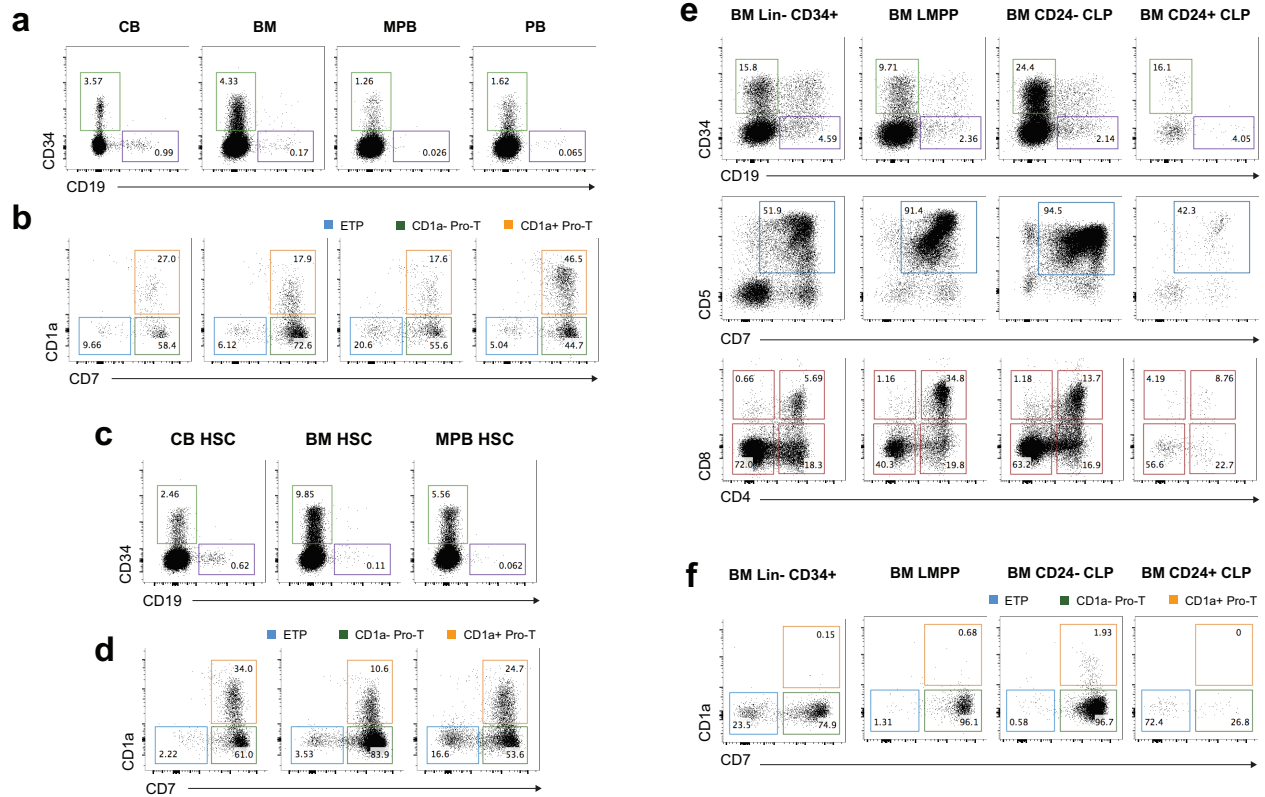 a
CB BM MPB PB
3.57 4.33 1.26 1.62
0.99 0.17 0.026 0.065
CD34
CD19
b
ETP CD1a- Pro-T CD1a+ Pro-T
27.0 17.9 17.6 46.5
9.66 58.4 6.12 72.6 20.6 55.6 5.04 44.7
CD1a
CD7
c
CB HSC BM HSC MPB HSC
2.46 9.85 5.56
0.62 0.11 0.062
CD34
CD19
d
ETP CD1a- Pro-T CD1a+ Pro-T
34.0 10.6 24.7
2.22 61.0 3.53 83.9 16.6 53.6
CD1a
CD7
e
BM Lin- CD34+ BM LMPP BM CD24- CLP BM CD24+ CLP
15.8 9.71 24.4 16.1
4.59 2.36 2.14 4.05
CD34
CD19
51.9 91.4 94.5 42.3
CD5
CD7
0.66 5.69 1.16 34.8 1.18 13.7 4.19 8.76
72.0 18.3 40.3 19.8 63.2 16.9 56.6 22.7
CD8
CD4
f
BM Lin- CD34+ BM LMPP BM CD24- CLP BM CD24+ CLP
ETP CD1a- Pro-T CD1a+ Pro-T
0.15 0.68 1.93 0
23.5 74.9 1.31 96.1 0.58 96.7 72.4 26.8
CD1a
CD7